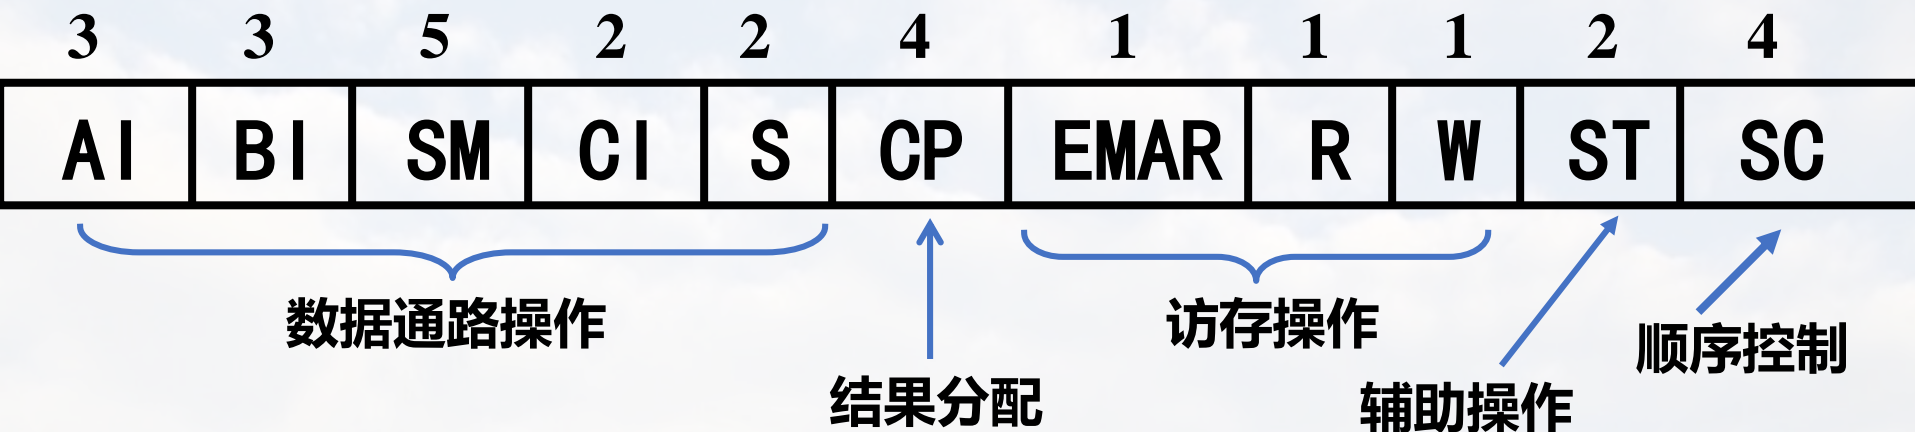 3 3 5 2 2 4 1 1 1 2 4
AI BI SM CI S CP EMAR R W ST SC
数据通路操作 访存操作 顺序控制
结果分配 辅助操作